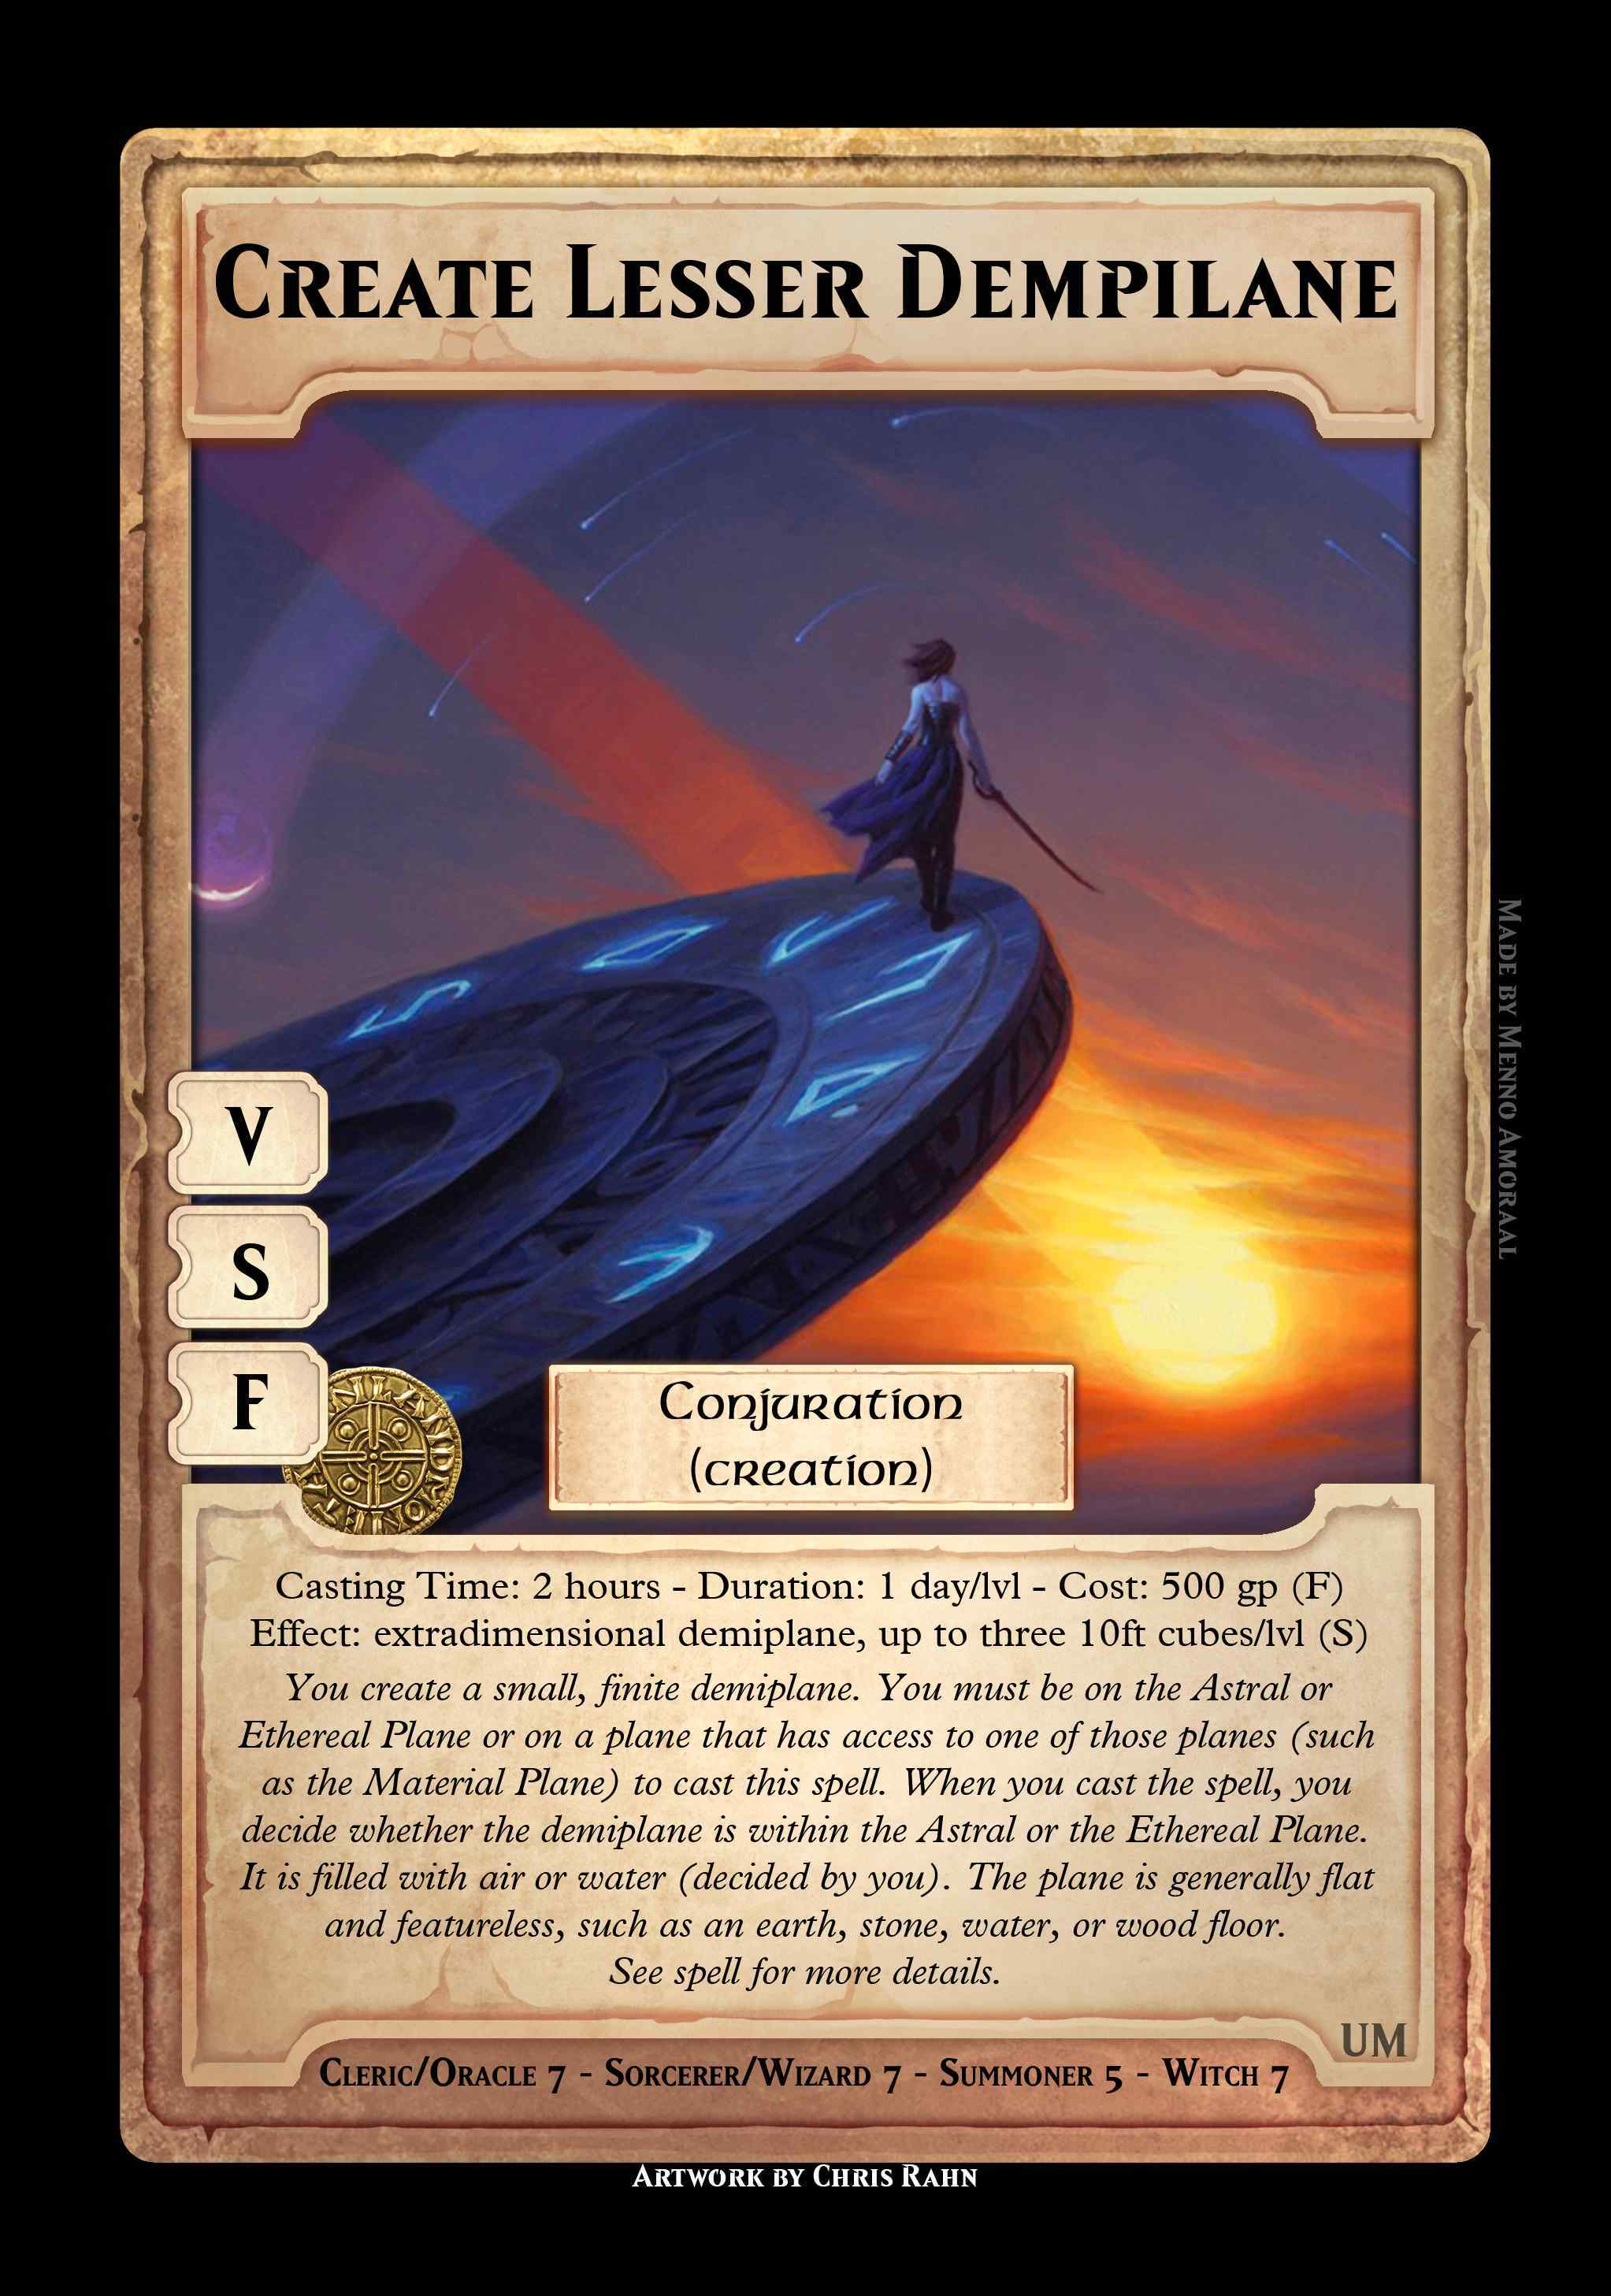 Create Lesser Dempilane
V
S
F
Conjuration
(creation)
Casting Time: 2 hours - Duration: 1 day/lvl - Cost: 500 gp (F)
Effect: extradimensional demiplane, up to three 10ft cubes/lvl (S)
You create a small, finite demiplane. You must be on the Astral or
Ethereal Plane or on a plane that has access to one of those planes (such
as the Material Plane) to cast this spell. When you cast the spell, you
decide whether the demiplane is within the Astral or the Ethereal Plane.
It is filled with air or water (decided by you). The plane is generally flat
and featureless, such as an earth, stone, water, or wood floor.
See spell for more details.
UM
Cleric/Oracle 7 - Sorcerer/Wizard 7 - Summoner 5 - Witch 7
Artwork by Chris Rahn
Made by Menno Amoraal